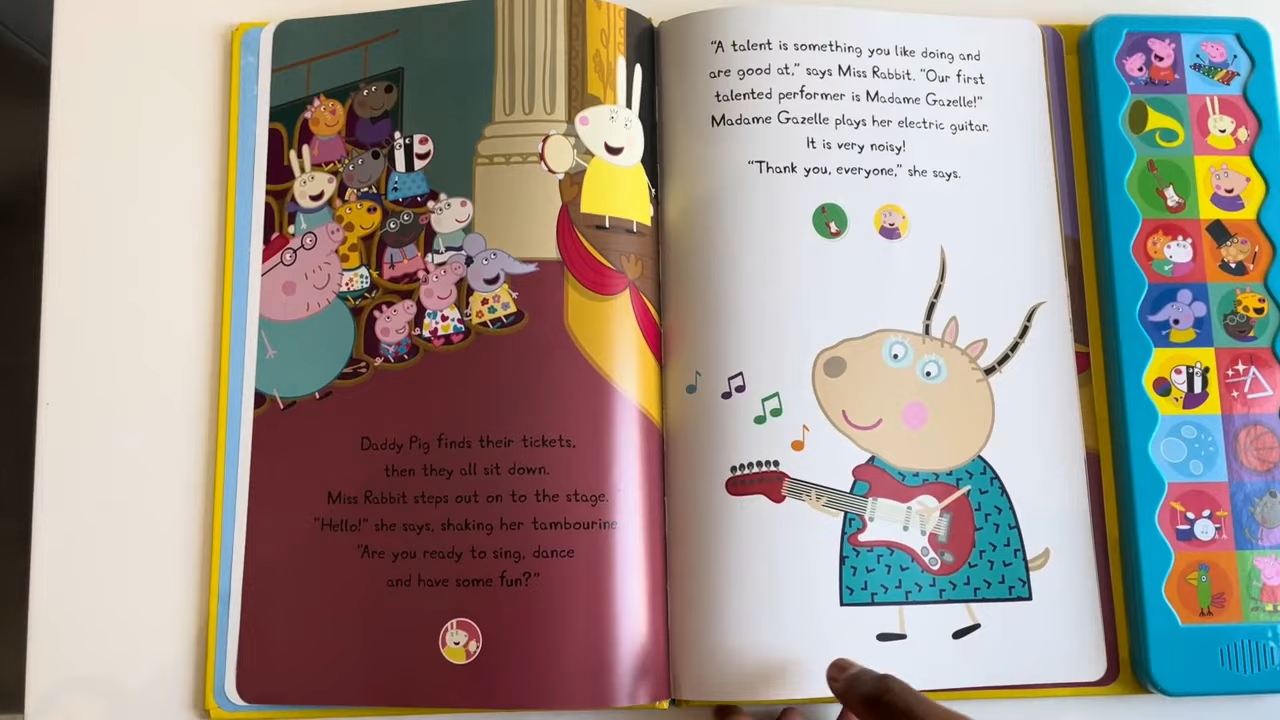 Daddy Pig finds their tickets,
then they all sit down.
Miss Rabbit steps out on to the stage.
"Hello!" she says, shaking her tambourine.
"Are you ready to sing, dance
and have some fun?"
"A talent is something you like doing and
are good at," says Miss Rabbit. "Our first
talented performer is Madame Gazelle!"
Madame Gazelle plays her electric guitar.
It is very noisy!
"Thank you, everyone," she says.